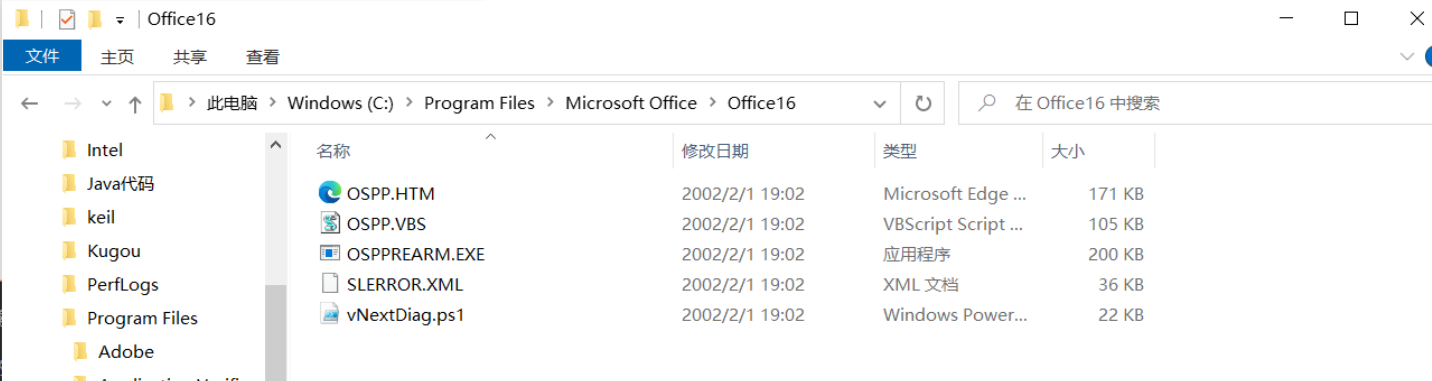 Office16
文件 主页 共享 查看
此电脑 Windows (C:) Program Files Microsoft Office Office16 在 Office16 中搜索
Intel
Java代码
keil
Kugou
PerfLogs
Program Files
Adobe
名称 修改日期 类型 大小
OSPP.HTM 2002/2/1 19:02 Microsoft Edge ... 171 KB
OSPP.VBS 2002/2/1 19:02 VBScript Script ... 105 KB
OSPPREARM.EXE 2002/2/1 19:02 应用程序 200 KB
SLERROR.XML 2002/2/1 19:02 XML 文档 36 KB
vNextDiag.ps1 2002/2/1 19:02 Windows Power... 22 KB